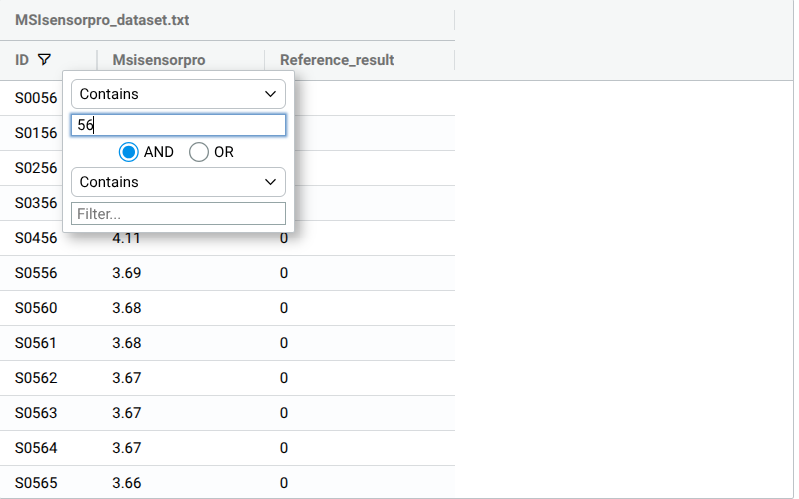 MSIsensorpro_dataset.txt
ID Msisensorpro Reference_result
S0056
Contains
56
S0156
AND OR
S0256
Contains
S0356
Filter...
S0456 4.11 0
S0556 3.69 0
S0560 3.68 0
S0561 3.68 0
S0562 3.67 0
S0563 3.67 0
S0564 3.67 0
S0565 3.66 0